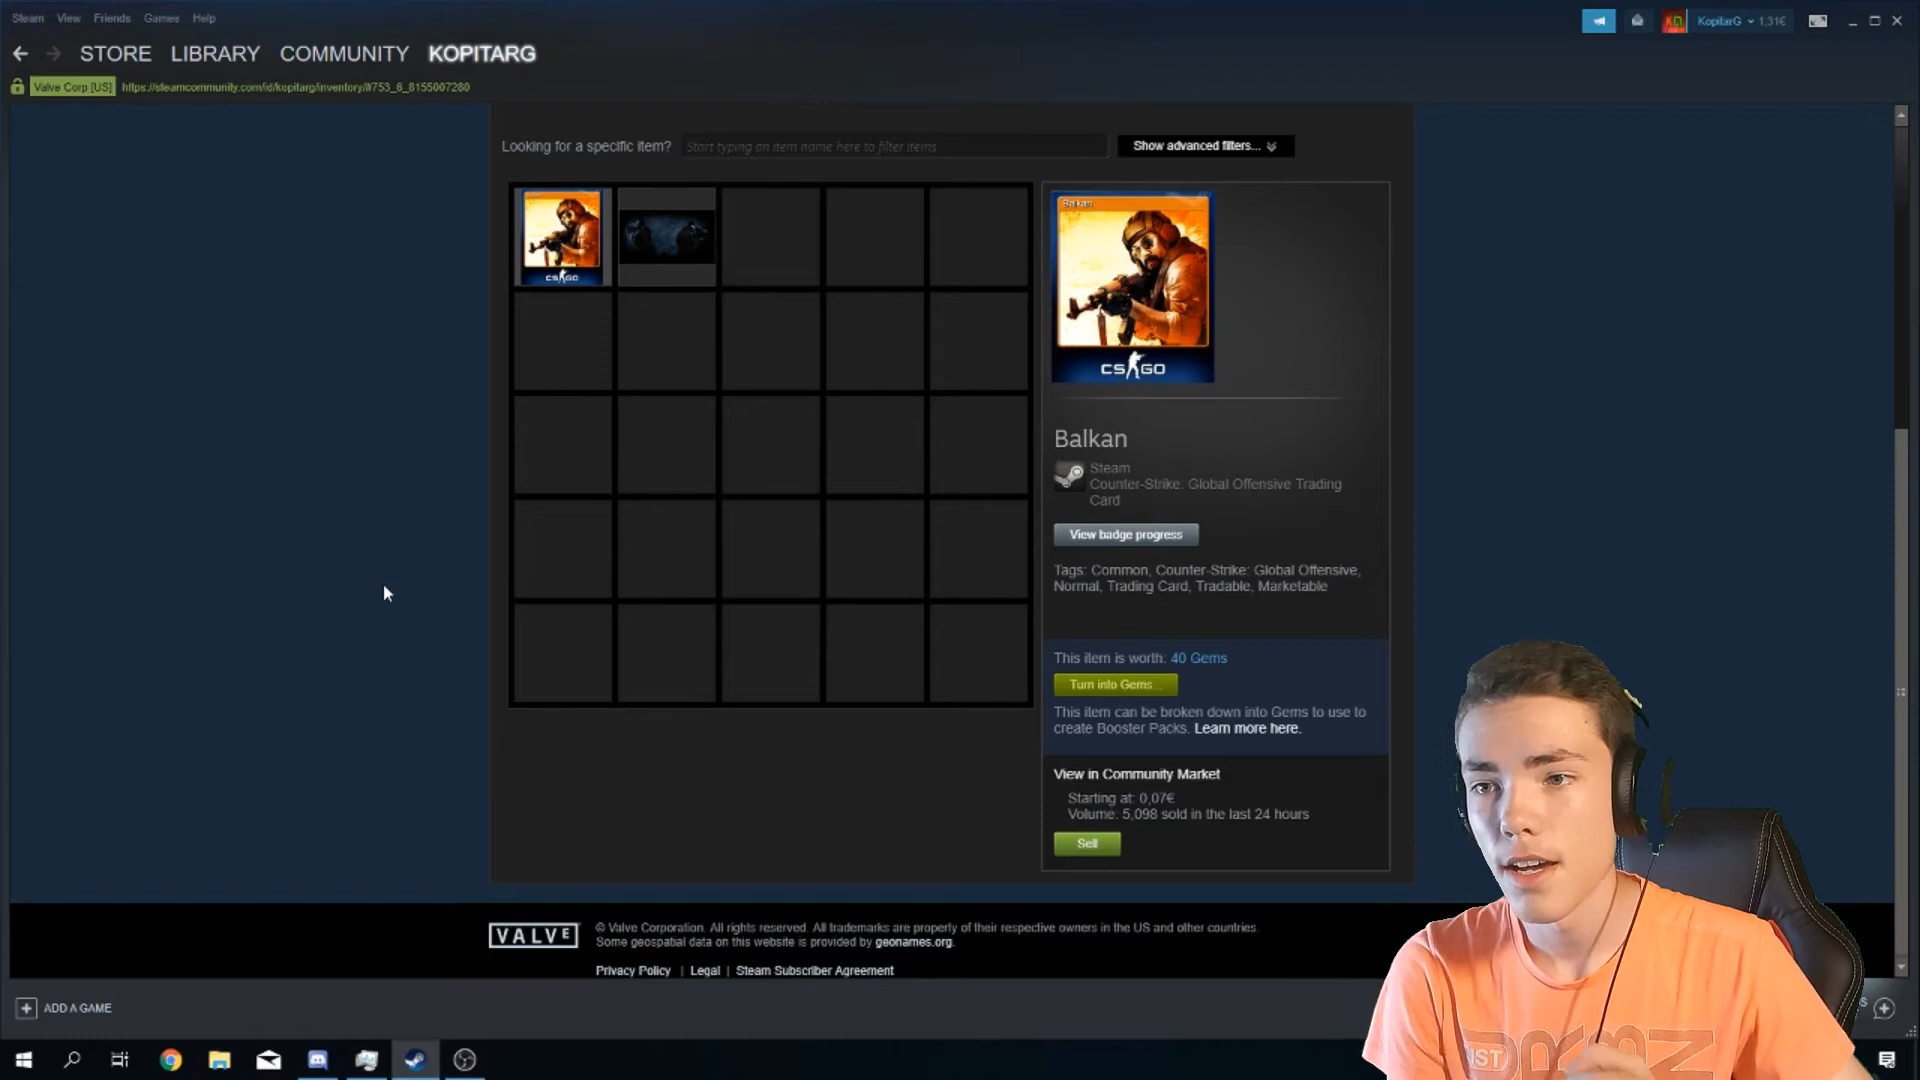 Steam View Friends Games Help
KopitarG 1,31€
STORE LIBRARY COMMUNITY KOPITARG
Valve Corp [US] https://steamcommunity.com/id/kopitarg/inventory/#753_6_8155007280
Looking for a specific item? Start typing an item name here to filter items Show advanced filters...
CS GO
Balkan
CS GO
Balkan
Steam
Counter-Strike: Global Offensive Trading
Card
View badge progress
Tags: Common, Counter-Strike: Global Offensive,
Normal, Trading Card, Tradable, Marketable
This item is worth: 40 Gems
Turn into Gems...
This item can be broken down into Gems to use to
create Booster Packs. Learn more here.
View in Community Market
Starting at: 0,07€
Volume: 5,098 sold in the last 24 hours
Sell
VALVE
© Valve Corporation. All rights reserved. All trademarks are property of their respective owners in the US and other countries.
Some geospatial data on this website is provided by geonames.org.
Privacy Policy | Legal | Steam Subscriber Agreement
ADD A GAME